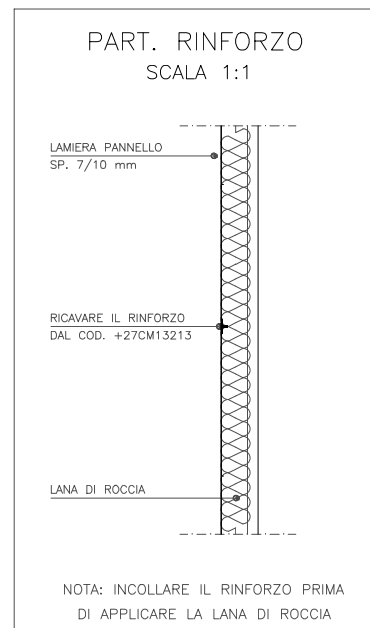 PART. RINFORZO
SCALA 1:1
LAMIERA PANNELLO
SP. 7/10 mm
RICAVARE IL RINFORZO
DAL COD. +27CM13213
LANA DI ROCCIA
NOTA: INCOLLARE IL RINFORZO PRIMA
DI APPLICARE LA LANA DI ROCCIA